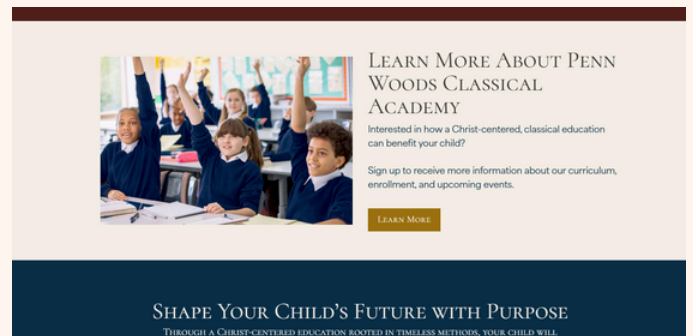 Learn More About Penn
Woods Classical
Academy
Interested in how a Christ-centered, classical education
can benefit your child?
Sign up to receive more information about our curriculum,
enrollment, and upcoming events.
Learn More
Shape Your Child's Future with Purpose
Through a Christ-centered education rooted in timeless methods, your child will